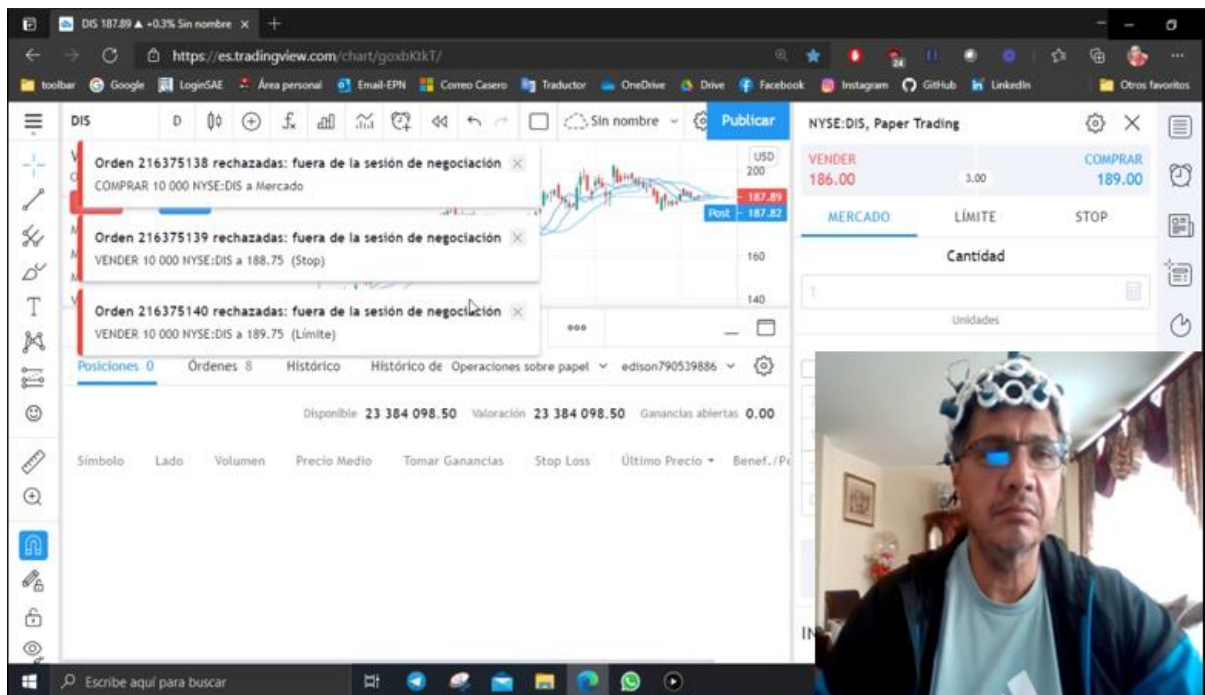 DIS 187.89 ▲ +0.3% Sin nombre
https://es.tradingview.com/chart/goxbKtkT/
24
toolbar Google LoginSAE Área personal Email-EPN Correo Casero Traductor OneDrive Drive Facebook Instagram GitHub LinkedIn Otros favoritos
DIS D Sin nombre Publicar
NYSE:DIS, Paper Trading
Orden 216375138 rechazadas: fuera de la sesión de negociación
COMPRAR 10 000 NYSE:DIS a Mercado
Orden 216375139 rechazadas: fuera de la sesión de negociación
VENDER 10 000 NYSE:DIS a 188.75 (Stop)
Orden 216375140 rechazadas: fuera de la sesión de negociación
VENDER 10 000 NYSE:DIS a 189.75 (Límite)
USD
200
187.89
Post 187.82
160
140
VENDER COMPRAR
186.00 3.00 189.00
MERCADO LÍMITE STOP
Cantidad
1
Unidades
Posiciones 0 Órdenes 8 Histórico Histórico de Operaciones sobre papel edison790539886
Disponible 23 384 098.50 Valoración 23 384 098.50 Ganancias abiertas 0.00
Símbolo Lado Volumen Precio Medio Tomar Ganancias Stop Loss Último Precio Benef./Pé
IN
Escribe aquí para buscar